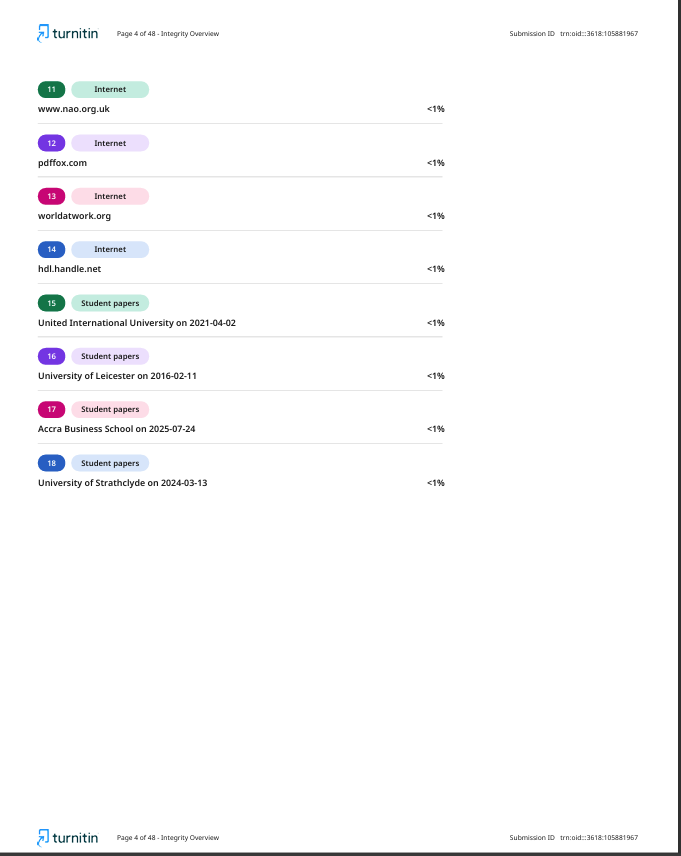 turnitin Page 4 of 48 - Integrity Overview Submission ID trn:oid:::3618:105881967
11 Internet
www.nao.org.uk <1%
12 Internet
pdffox.com <1%
13 Internet
worldatwork.org <1%
14 Internet
hdl.handle.net <1%
15 Student papers
United International University on 2021-04-02 <1%
16 Student papers
University of Leicester on 2016-02-11 <1%
17 Student papers
Accra Business School on 2025-07-24 <1%
18 Student papers
University of Strathclyde on 2024-03-13 <1%
turnitin Page 4 of 48 - Integrity Overview Submission ID trn:oid:::3618:105881967